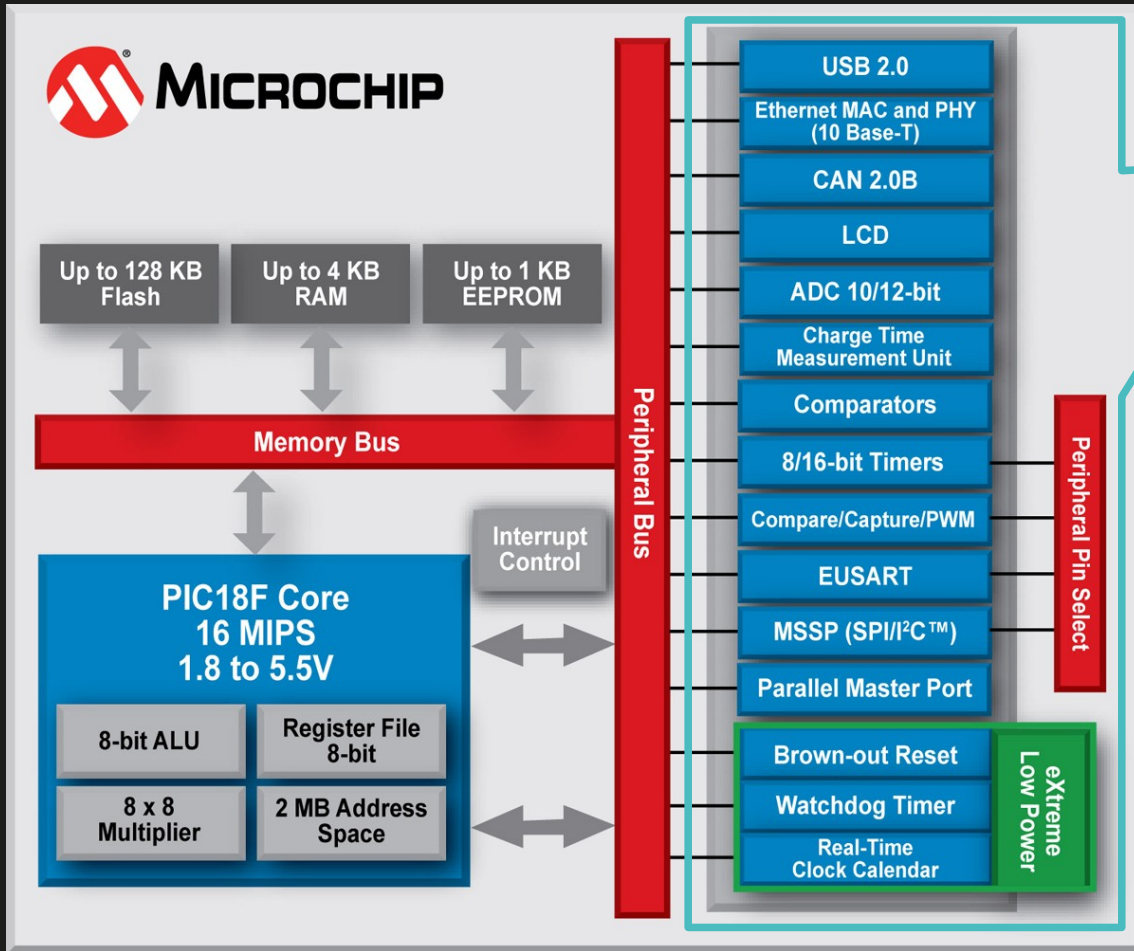 MICROCHIP®
Up to 128 KB
Flash
Up to 4 KB
RAM
Up to 1 KB
EEPROM
Memory Bus
Interrupt
Control
PIC18F Core
16 MIPS
1.8 to 5.5V
8-bit ALU
Register File
8-bit
8 x 8
Multiplier
2 MB Address
Space
Peripheral Bus
USB 2.0
Ethernet MAC and PHY
(10 Base-T)
CAN 2.0B
LCD
ADC 10/12-bit
Charge Time
Measurement Unit
Comparators
8/16-bit Timers
Compare/Capture/PWM
EUSART
MSSP (SPI/I²C™)
Parallel Master Port
Brown-out Reset
Watchdog Timer
Real-Time
Clock Calendar
Peripheral Pin Select
eXtreme
Low Power